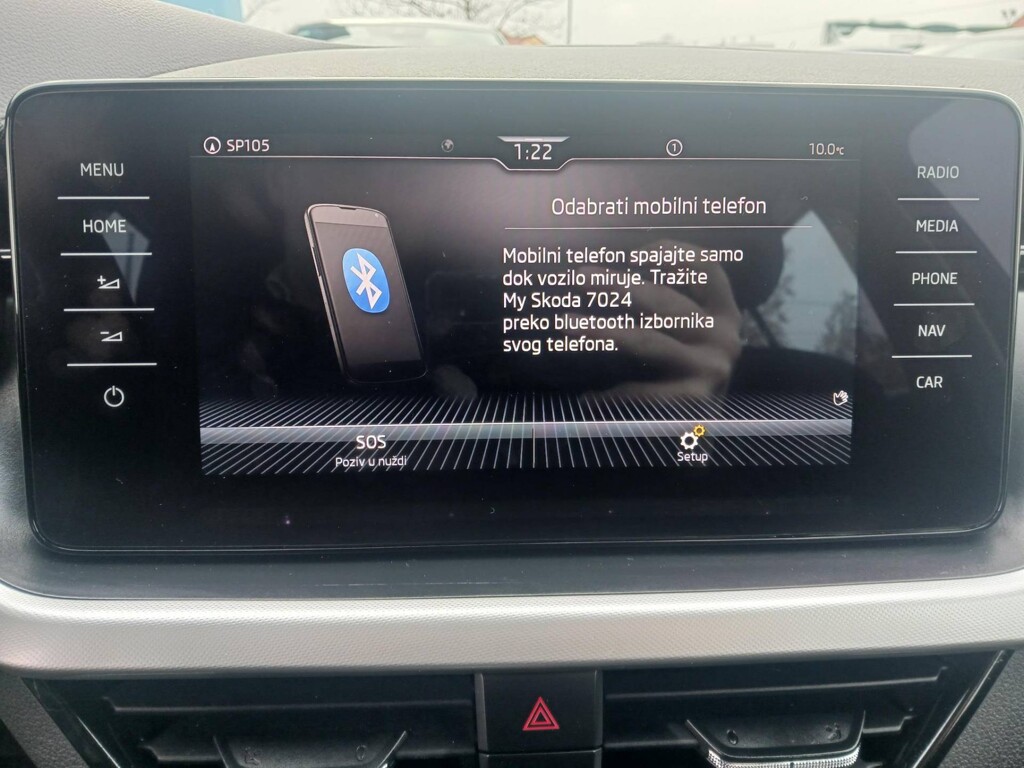 SP105
1:22
1
10.0°C
MENU
HOME
RADIO
MEDIA
PHONE
NAV
CAR
Odabrati mobilni telefon
Mobilni telefon spajajte samo
dok vozilo miruje. Tražite
My Skoda 7024
preko bluetooth izbornika
svog telefona.
SOS
Poziv u nuždi
Setup